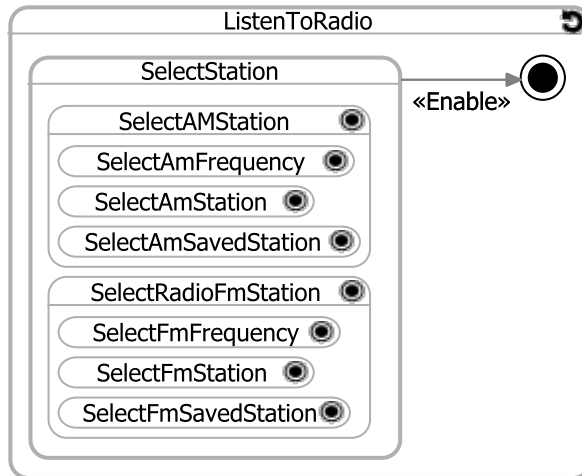 ListenToRadio
SelectStation
«Enable»
SelectAMStation
SelectAmFrequency
SelectAmStation
SelectAmSavedStation
SelectRadioFmStation
SelectFmFrequency
SelectFmStation
SelectFmSavedStation